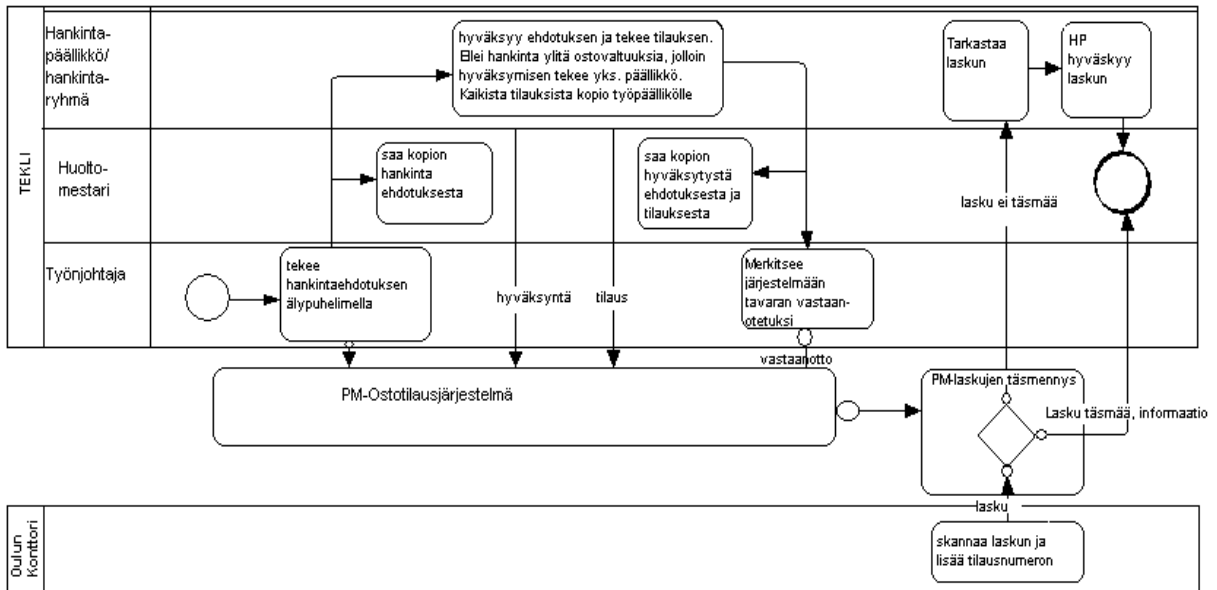 TEKLI
Hankinta-
päällikkö/
hankinta-
ryhmä
hyväksyy ehdotuksen ja tekee tilauksen.
Ellei hankinta ylitä ostovaltuuksia, jolloin
hyväksymisen tekee yks. päällikkö.
Kaikista tilauksista kopio työpäällikölle
Tarkastaa
laskun
HP
hyväskyy
laskun
Huolto-
mestari
saa kopion
hankinta
ehdotuksesta
saa kopion
hyväksytystä
ehdotuksesta ja
tilauksesta
lasku ei täsmää
Työnjohtaja
tekee
hankintaehdotuksen
älypuhelimella
hyväksyntä
tilaus
Merkitsee
järjestelmään
tavaran vastaan-
otetuksi
vastaanotto
PM-Ostotilausjärjestelmä
PM-laskujen täsmennys
Lasku täsmää, informaatio
lasku
Oulun
Konttori
skannaa laskun ja
lisää tilausnumeron